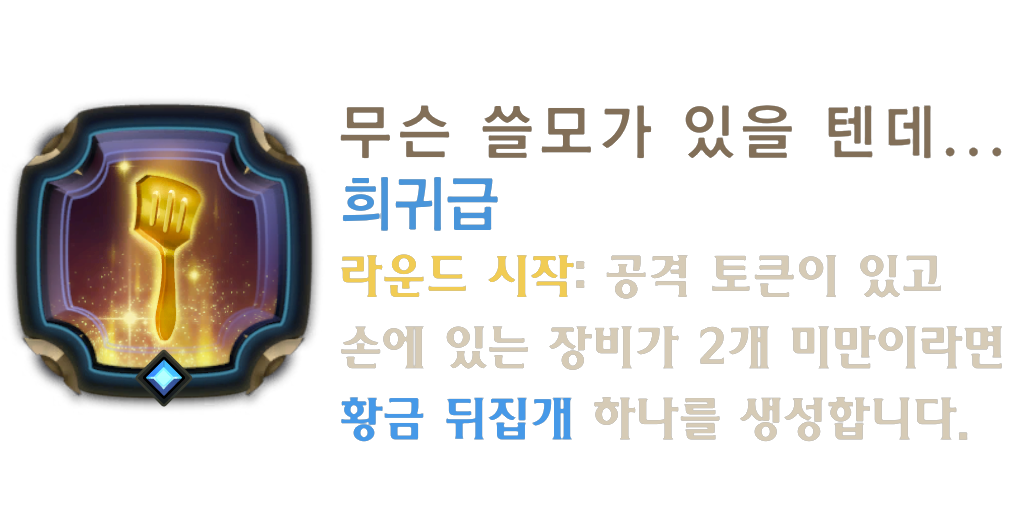 무슨 쓸모가 있을 텐데...
희귀급
라운드 시작: 공격 토큰이 있고
손에 있는 장비가 2개 미만이라면
황금 뒤집개 하나를 생성합니다.